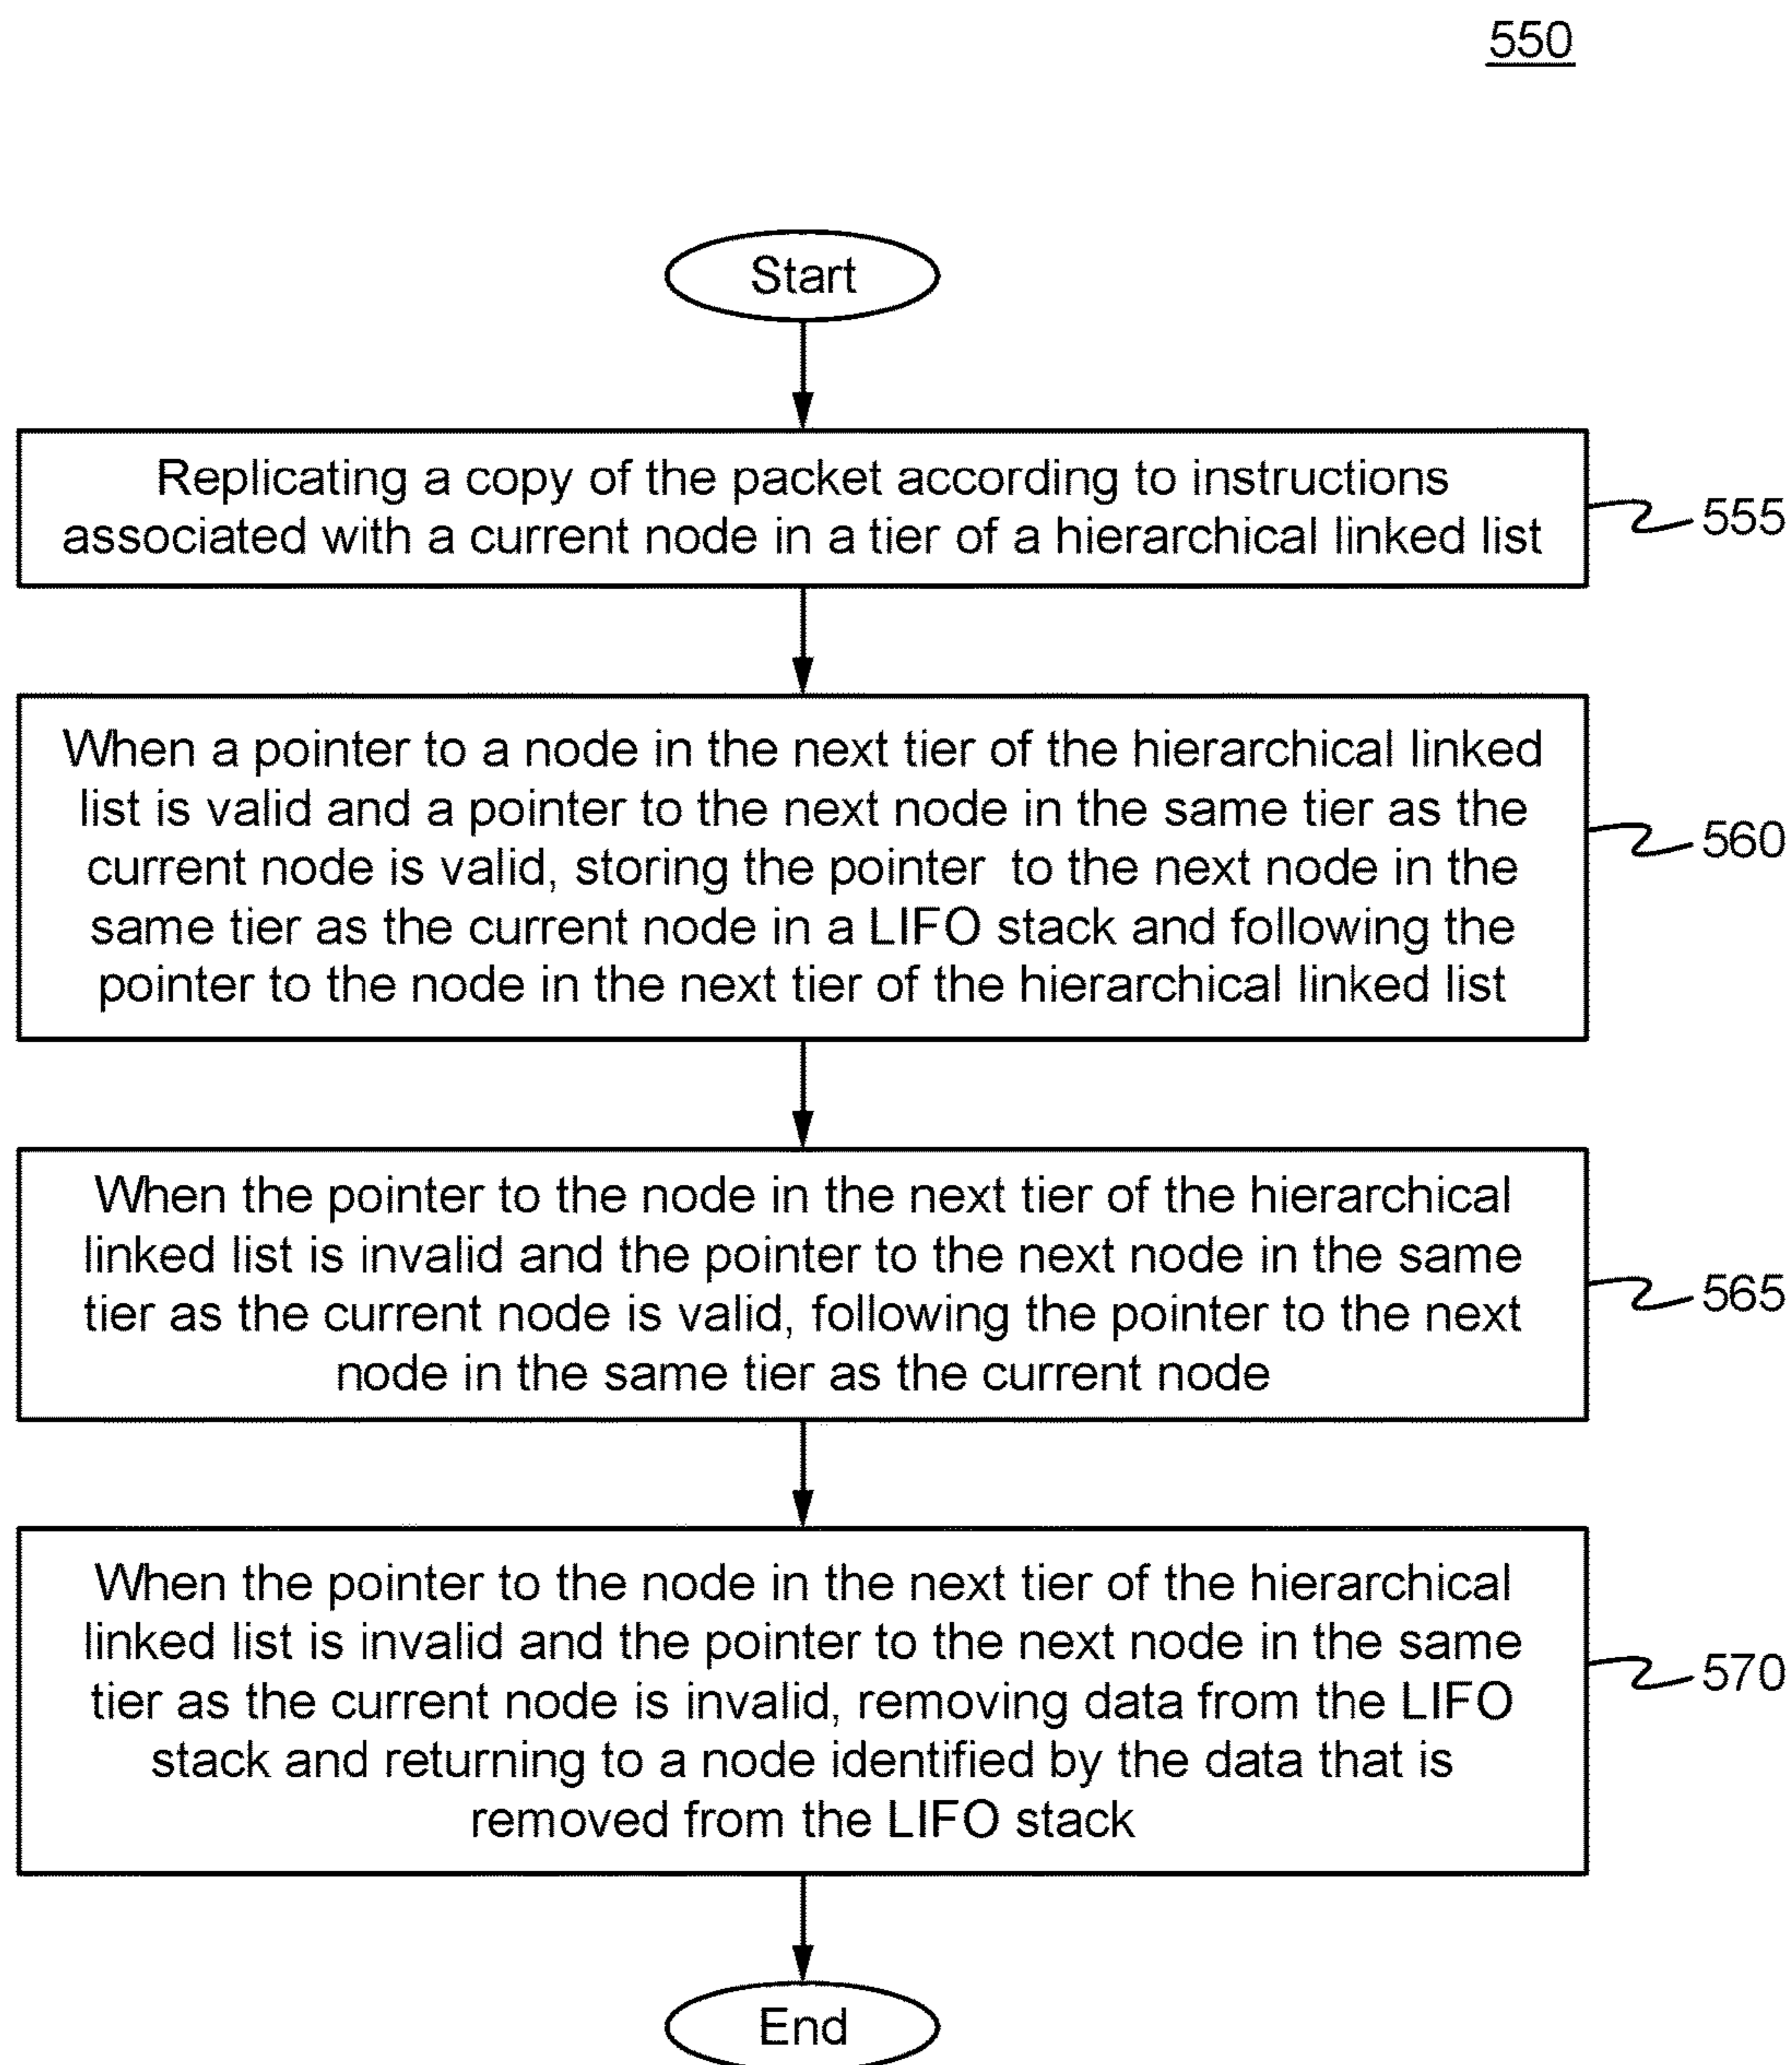 550
Start
Replicating a copy of the packet according to instructions
associated with a current node in a tier of a hierarchical linked list
555
When a pointer to a node in the next tier of the hierarchical linked
list is valid and a pointer to the next node in the same tier as the
current node is valid, storing the pointer to the next node in the
same tier as the current node in a LIFO stack and following the
pointer to the node in the next tier of the hierarchical linked list
560
When the pointer to the node in the next tier of the hierarchical
linked list is invalid and the pointer to the next node in the same
tier as the current node is valid, following the pointer to the next
node in the same tier as the current node
565
When the pointer to the node in the next tier of the hierarchical
linked list is invalid and the pointer to the next node in the same
tier as the current node is invalid, removing data from the LIFO
stack and returning to a node identified by the data that is
removed from the LIFO stack
570
End